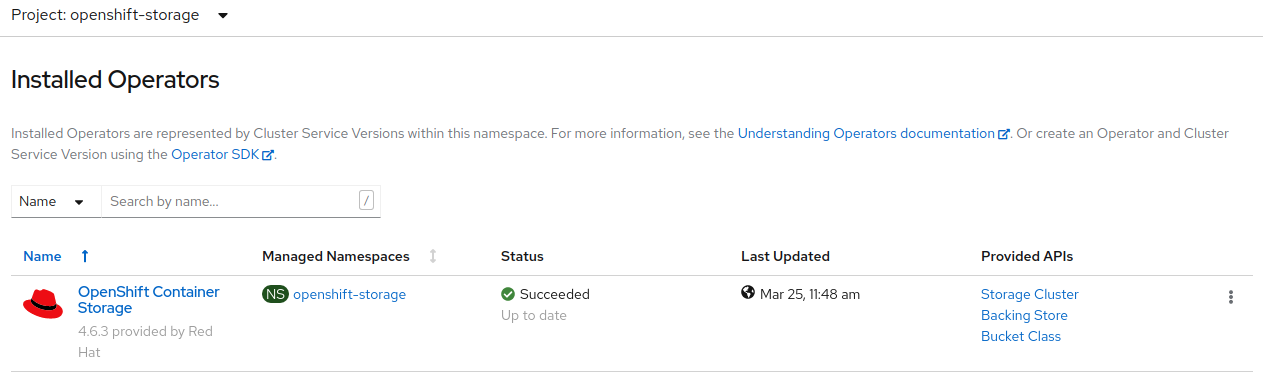 Project: openshift-storage
Installed Operators
Installed Operators are represented by Cluster Service Versions within this namespace. For more information, see the Understanding Operators documentation. Or create an Operator and Cluster
Service Version using the Operator SDK.
Name Search by name... /
Name Managed Namespaces Status Last Updated Provided APIs
OpenShift Container NS openshift-storage Succeeded Mar 25, 11:48 am Storage Cluster
Storage Up to date Backing Store
4.6.3 provided by Red Bucket Class
Hat